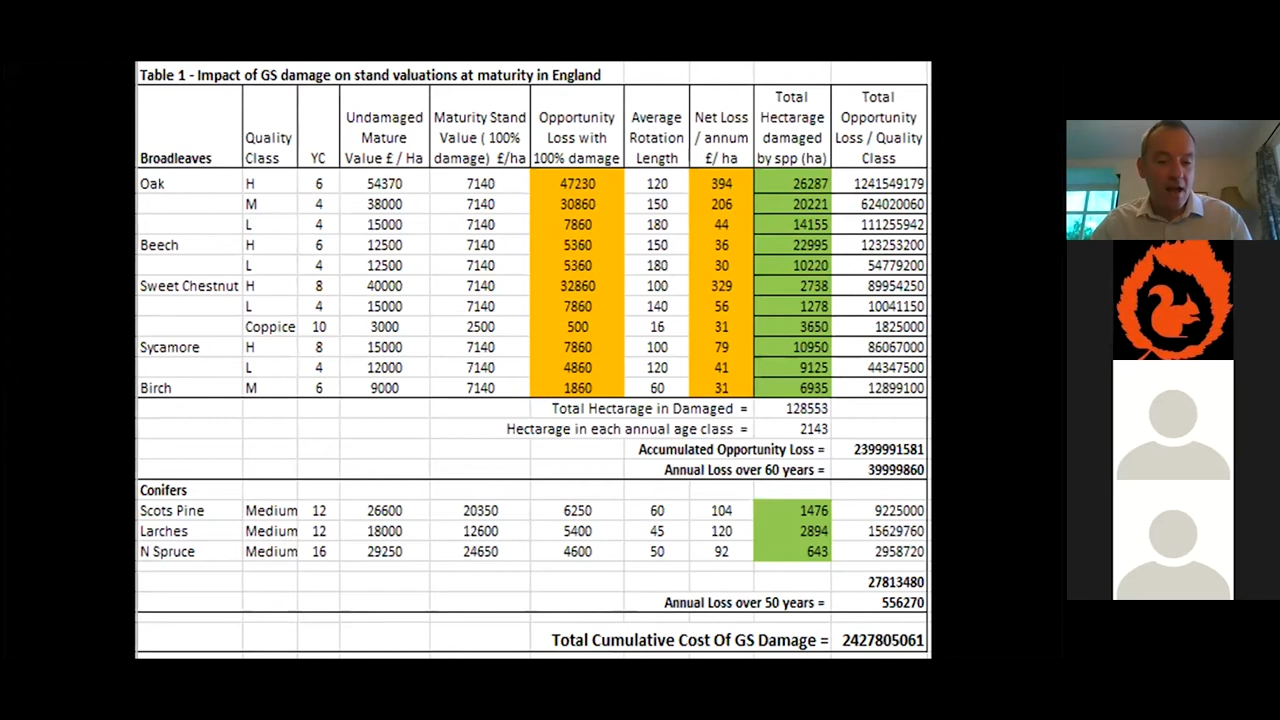 Table 1 - Impact of GS damage on stand valuations at maturity in England
Broadleaves Quality Class YC Undamaged Mature Value £ / Ha Maturity Stand Value ( 100% damage) £/ha Opportunity Loss with 100% damage Average Rotation Length Net Loss / annum £/ ha Total Hectarage damaged by spp (ha) Total Opportunity Loss / Quality Class
Oak H 6 54370 7140 47230 120 394 26287 1241549179
M 4 38000 7140 30860 150 206 20221 624020060
L 4 15000 7140 7860 180 44 14155 111255942
Beech H 6 12500 7140 5360 150 36 22995 123253200
L 4 12500 7140 5360 180 30 10220 54779200
Sweet Chestnut H 8 40000 7140 32860 100 329 2738 89954250
L 4 15000 7140 7860 140 56 1278 10041150
Coppice 10 3000 2500 500 16 31 3650 1825000
Sycamore H 8 15000 7140 7860 100 79 10950 86067000
L 4 12000 7140 4860 120 41 9125 44347500
Birch M 6 9000 7140 1860 60 31 6935 12899100
Total Hectarage in Damaged = 128553
Hectarage in each annual age class = 2143
Accumulated Opportunity Loss = 2399991581
Annual Loss over 60 years = 39999860
Conifers
Scots Pine Medium 12 26600 20350 6250 60 104 1476 9225000
Larches Medium 12 18000 12600 5400 45 120 2894 15629760
N Spruce Medium 16 29250 24650 4600 50 92 643 2958720
27813480
Annual Loss over 50 years = 556270
Total Cumulative Cost Of GS Damage = 2427805061